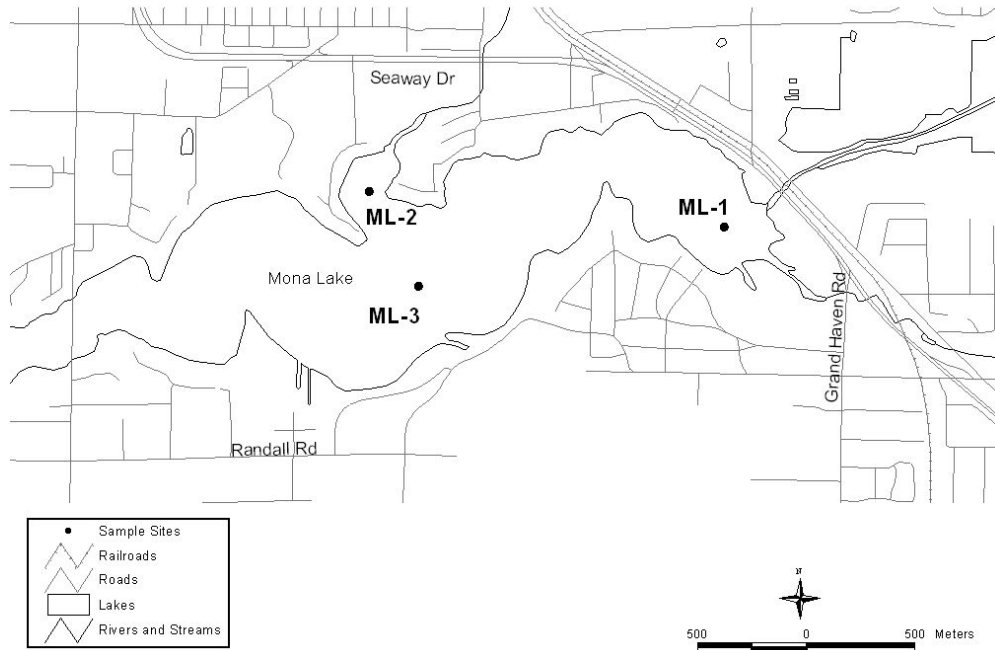 Seaway Dr
ML-2
ML-1
Mona Lake
ML-3
Grand Haven Rd
Randall Rd
Sample Sites
Railroads
Roads
Lakes
Rivers and Streams
N
500 0 500 Meters